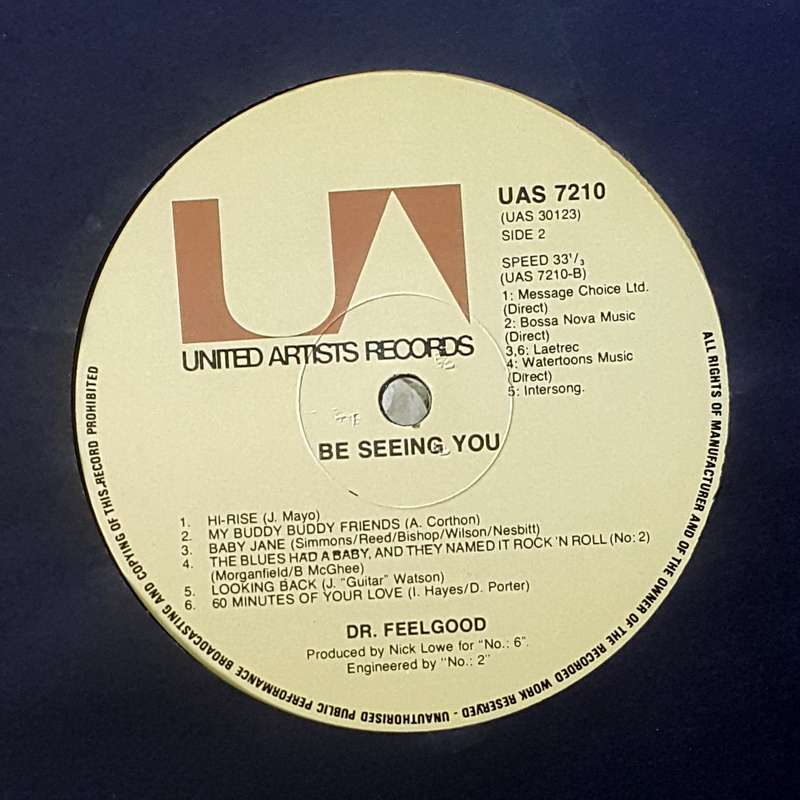 UA
UNITED ARTISTS RECORDS
UAS 7210
(UAS 30123)
SIDE 2
SPEED 33 1/3
(UAS 7210-B)
1: Message Choice Ltd.
(Direct)
2: Bossa Nova Music
(Direct)
3,6: Laetrec
4: Watertoons Music
(Direct)
5: Intersong.
BE SEEING YOU
1. HI-RISE (J. Mayo)
2. MY BUDDY BUDDY FRIENDS (A. Corthon)
3. BABY JANE (Simmons/Reed/Bishop/Wilson/Nesbitt)
4. THE BLUES HAD A BABY, AND THEY NAMED IT ROCK 'N ROLL (No: 2)
(Morganfield/B McGhee)
5. LOOKING BACK (J. "Guitar" Watson)
6. 60 MINUTES OF YOUR LOVE (I. Hayes/D. Porter)
DR. FEELGOOD
Produced by Nick Lowe for "No.: 6".
Engineered by "No.: 2"
ALL RIGHTS OF MANUFACTURER AND OF THE OWNER OF THE RECORDED WORK RESERVED - UNAUTHORISED PUBLIC PERFORMANCE BROADCASTING AND COPYING OF THIS RECORD PROHIBITED